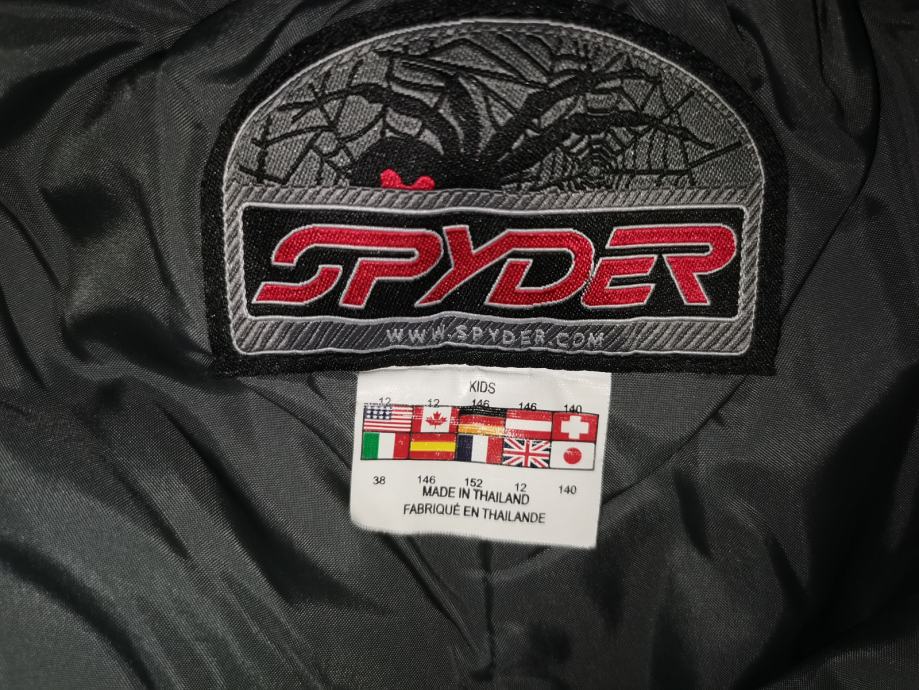 SPYDER
WWW.SPYDER.COM
KIDS
12 12 146 146 140
38 146 152 12 140
MADE IN THAILAND
FABRIQUÉ EN THAILANDE